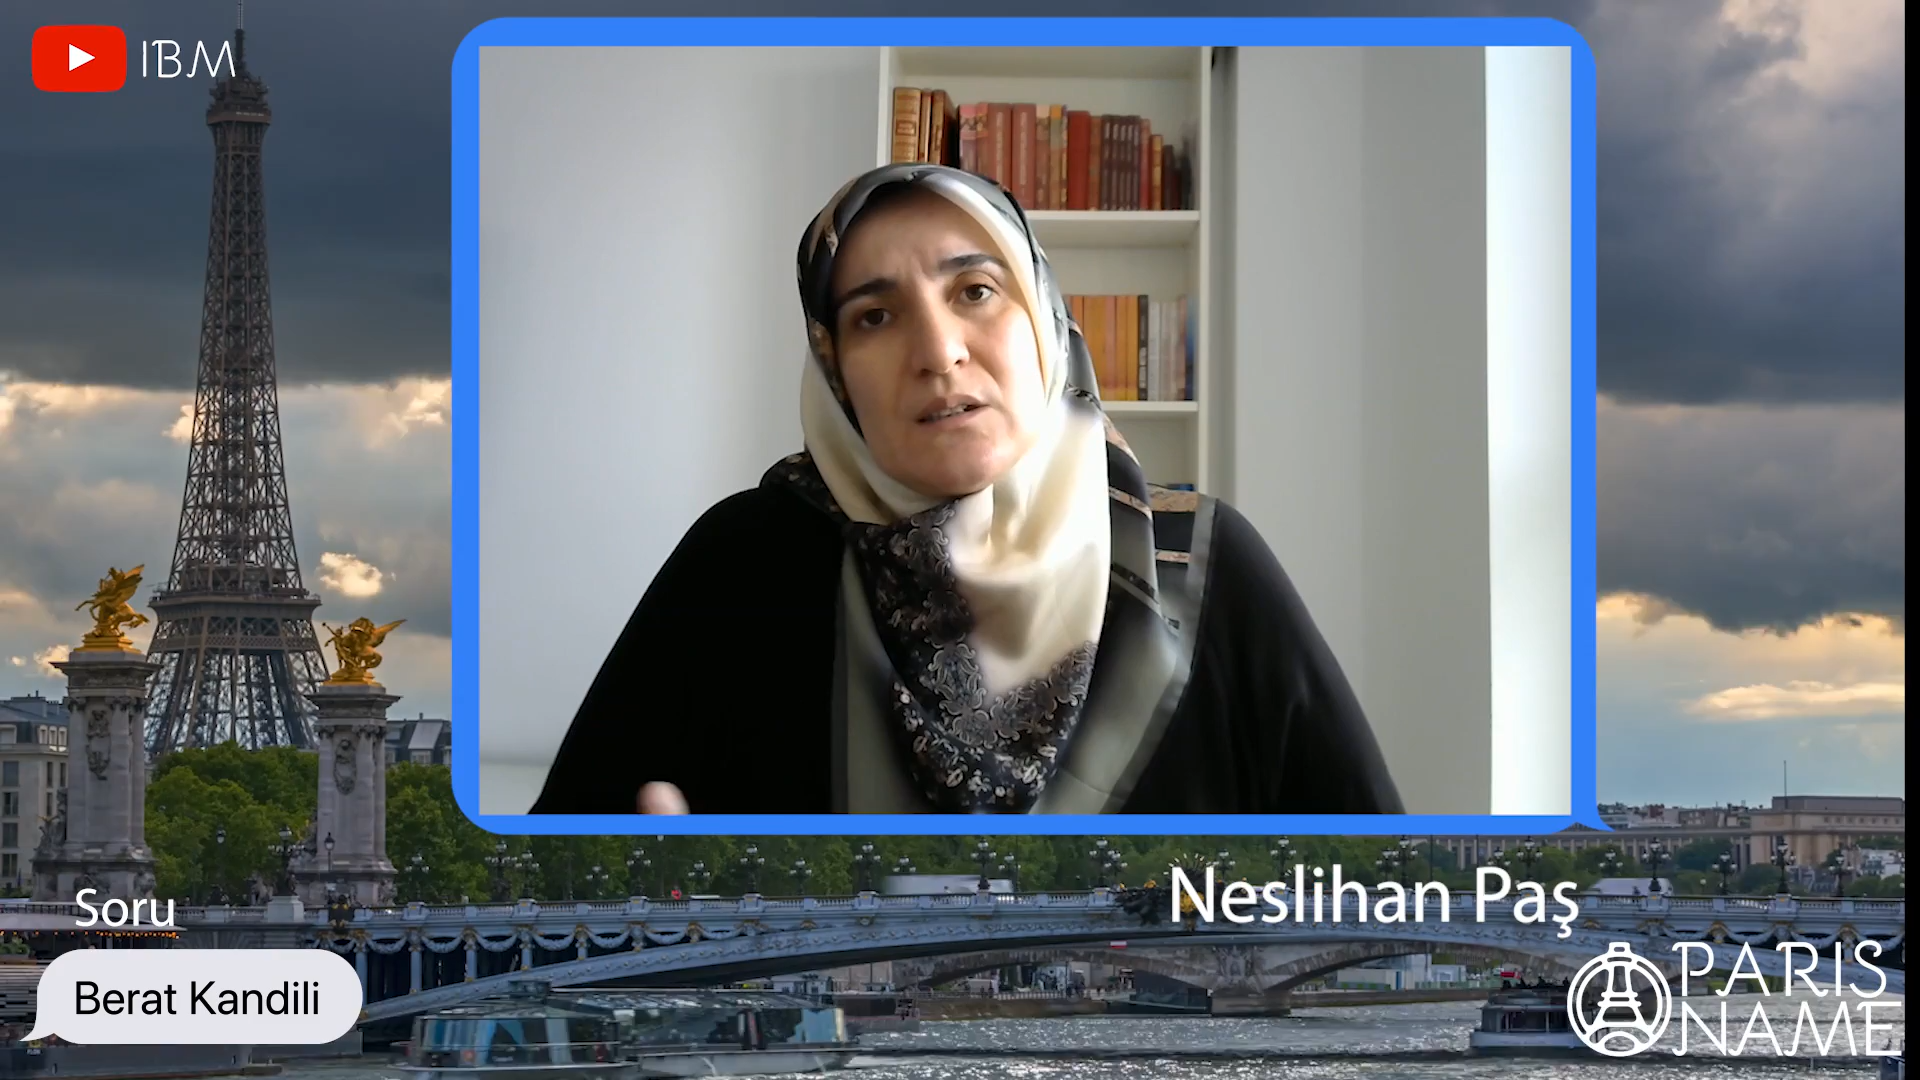 IBM
Neslihan Paş
Soru
Berat Kandili
PARIS
NAME